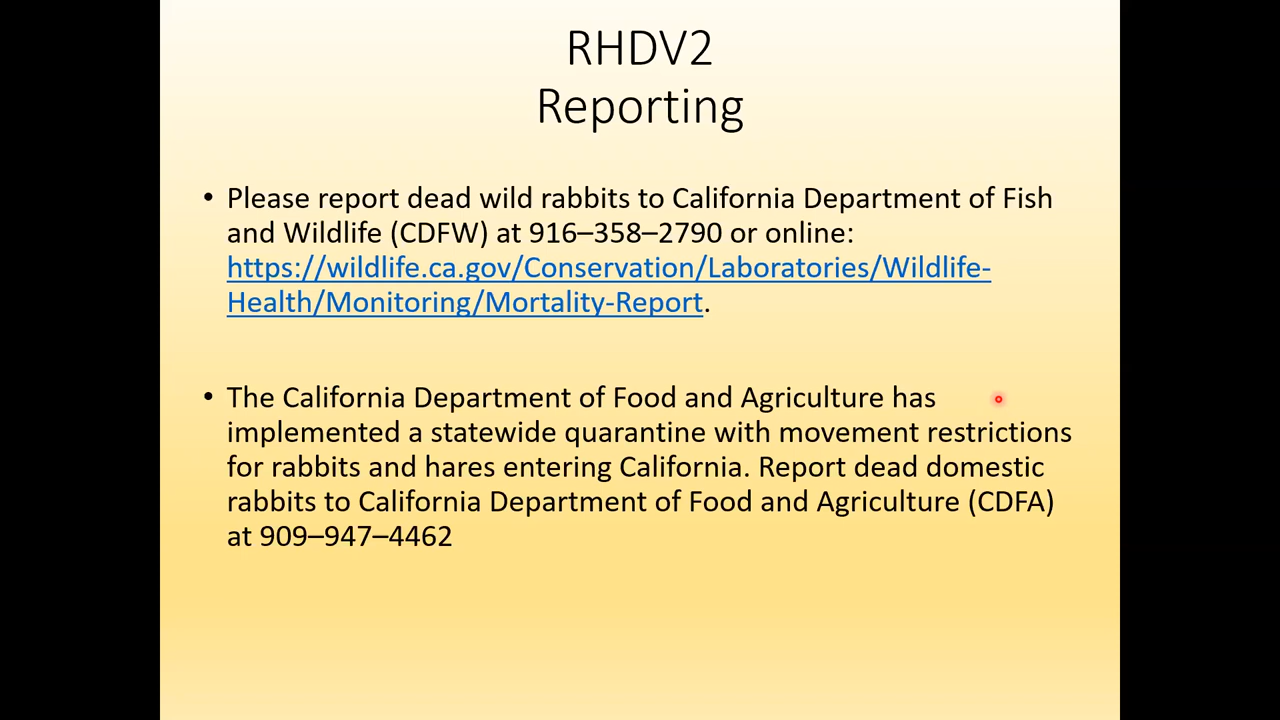 RHDV2
Reporting
• Please report dead wild rabbits to California Department of Fish
and Wildlife (CDFW) at 916–358–2790 or online:
https://wildlife.ca.gov/Conservation/Laboratories/Wildlife-
Health/Monitoring/Mortality-Report.
• The California Department of Food and Agriculture has
implemented a statewide quarantine with movement restrictions
for rabbits and hares entering California. Report dead domestic
rabbits to California Department of Food and Agriculture (CDFA)
at 909–947–4462